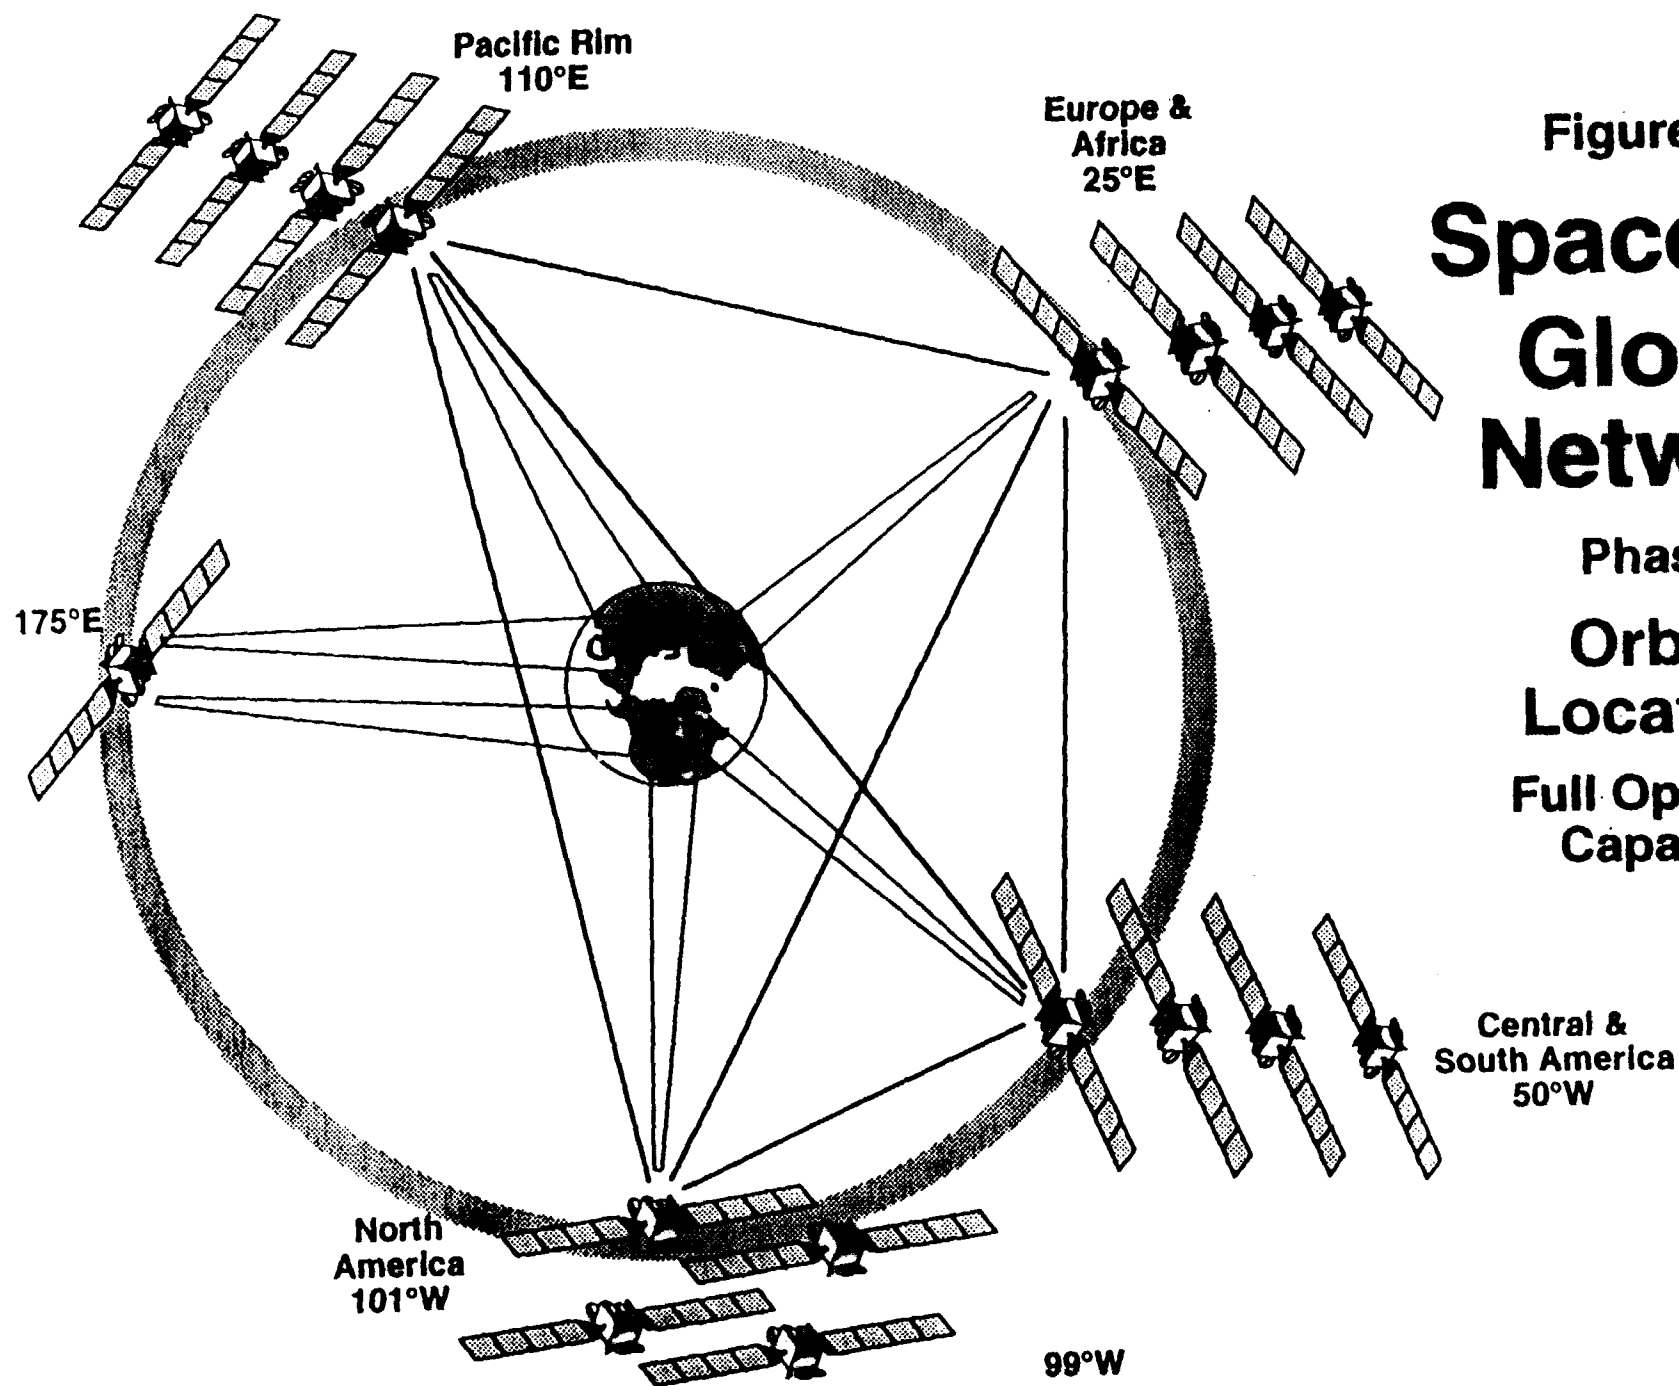 Pacific Rim
110°E
Europe &
Africa
25°E
Figure
Space
Glo
Netw
Phas
Orb
Locat
Full Op
Capa
175°E
Central &
South America
50°W
North
America
101°W
99°W